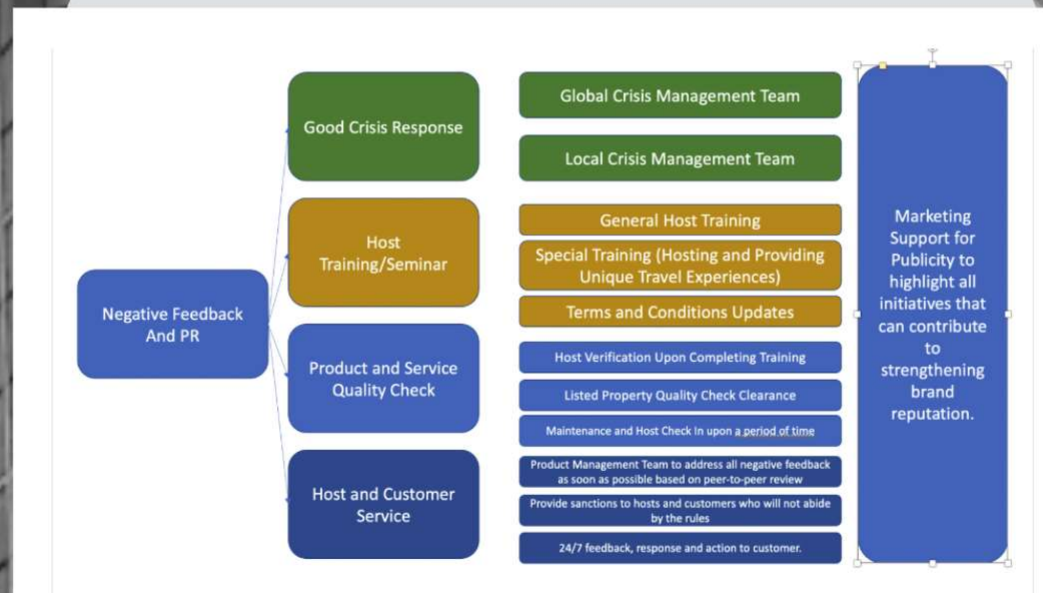 Negative Feedback
And PR
Good Crisis Response
Host
Training/Seminar
Product and Service
Quality Check
Host and Customer
Service
Global Crisis Management Team
Local Crisis Management Team
General Host Training
Special Training (Hosting and Providing
Unique Travel Experiences)
Terms and Conditions Updates
Host Verification Upon Completing Training
Listed Property Quality Check Clearance
Maintenance and Host Check In upon a period of time
Product Management Team to address all negative feedback
as soon as possible based on peer-to-peer review
Provide sanctions to hosts and customers who will not abide
by the rules
24/7 feedback, response and action to customer.
Marketing
Support for
Publicity to
highlight all
initiatives that
can contribute
to
strengthening
brand
reputation.